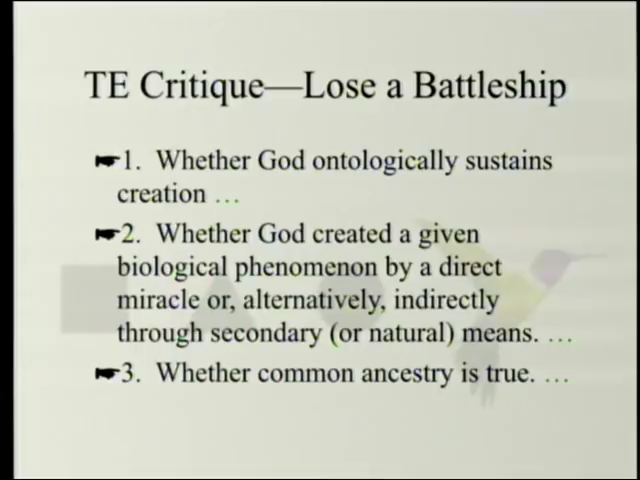 TE Critique—Lose a Battleship
☛1. Whether God ontologically sustains
creation …
☛2. Whether God created a given
biological phenomenon by a direct
miracle or, alternatively, indirectly
through secondary (or natural) means. …
☛3. Whether common ancestry is true. …